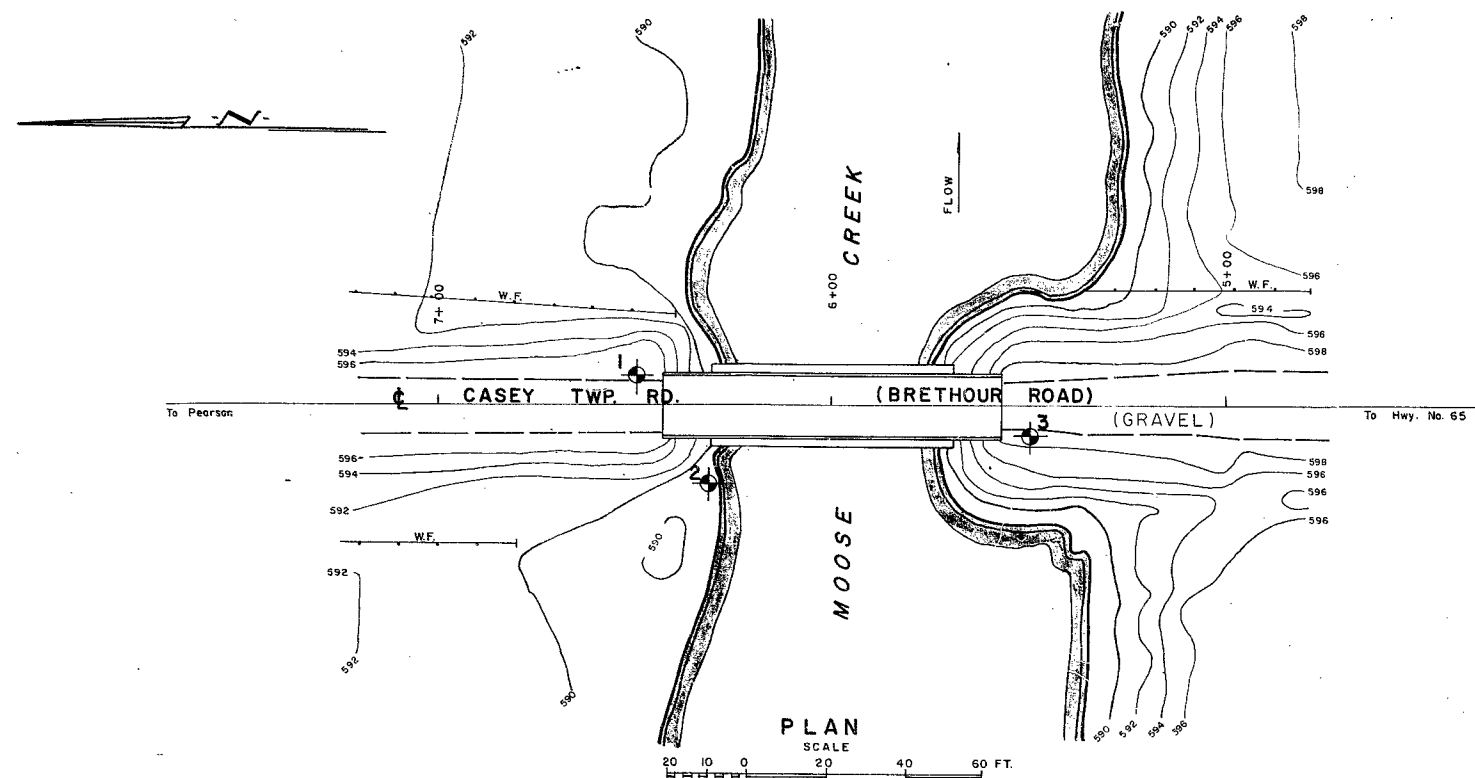 592
590
590
592
594
596
598
-N-
FLOW
CREEK
598
6+00
5+00
596
W.F.
W.F.
7+00
594
594
596
596
598
1
℄ CASEY TWP. RD. (BRETHOUR ROAD)
To Pearson
(GRAVEL)
To Hwy. No. 65
3
596
598
594
596
2
596
592
596
W.F.
590
MOOSE
592
592
590
590
592
594
596
PLAN
SCALE
20 10 0 20 40 60 FT.